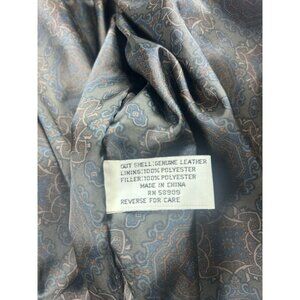 OUT SHELL:GENUINE LEATHER
LINING:100% POLYESTER
FILLER:100% POLYESTER
MADE IN CHINA
RN 58909
REVERSE FOR CARE